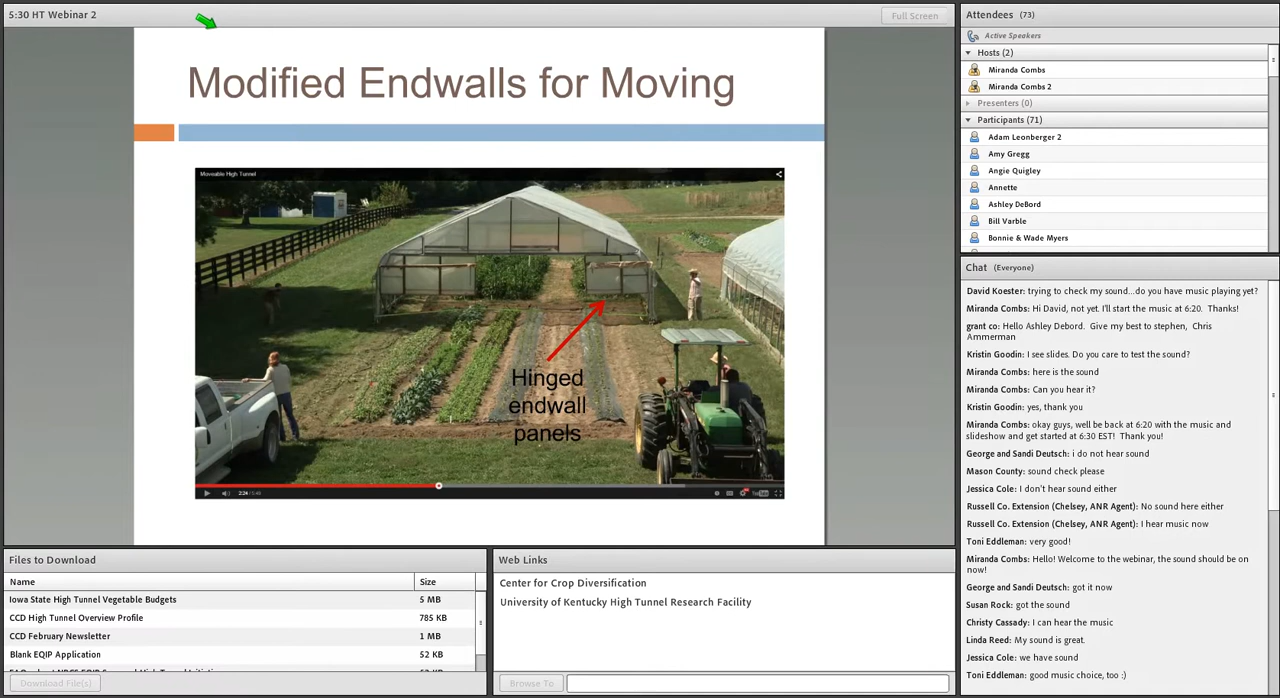 5:30 HT Webinar 2
Full Screen
Modified Endwalls for Moving
Moveable High Tunnel
Hinged
endwall
panels
2:24 / 5:48
You Tube
Attendees (73)
Active Speakers
Hosts (2)
Miranda Combs
Miranda Combs 2
Presenters (0)
Participants (71)
Adam Leonberger 2
Amy Gregg
Angie Quigley
Annette
Ashley DeBord
Bill Varble
Bonnie & Wade Myers
Chat (Everyone)
David Koester: trying to check my sound...do you have music playing yet?
Miranda Combs: Hi David, not yet. I'll start the music at 6:20. Thanks!
grant co: Hello Ashley Debord. Give my best to stephen, Chris
Ammerman
Kristin Goodin: I see slides. Do you care to test the sound?
Miranda Combs: here is the sound
Miranda Combs: Can you hear it?
Kristin Goodin: yes, thank you
Miranda Combs: okay guys, well be back at 6:20 with the music and
slideshow and get started at 6:30 EST! Thank you!
George and Sandi Deutsch: i do not hear sound
Mason County: sound check please
Jessica Cole: I don't hear sound either
Russell Co. Extension (Chelsey, ANR Agent): No sound here either
Russell Co. Extension (Chelsey, ANR Agent): I hear music now
Toni Eddleman: very good!
Miranda Combs: Hello! Welcome to the webinar, the sound should be on
now!
George and Sandi Deutsch: got it now
Susan Rock: got the sound
Christy Cassady: I can hear the music
Linda Reed: My sound is great.
Jessica Cole: we have sound
Toni Eddleman: good music choice, too :)
Files to Download
Name Size
Iowa State High Tunnel Vegetable Budgets 5 MB
CCD High Tunnel Overview Profile 785 KB
CCD February Newsletter 1 MB
Blank EQIP Application 52 KB
Download File(s)
Web Links
Center for Crop Diversification
University of Kentucky High Tunnel Research Facility
Browse To